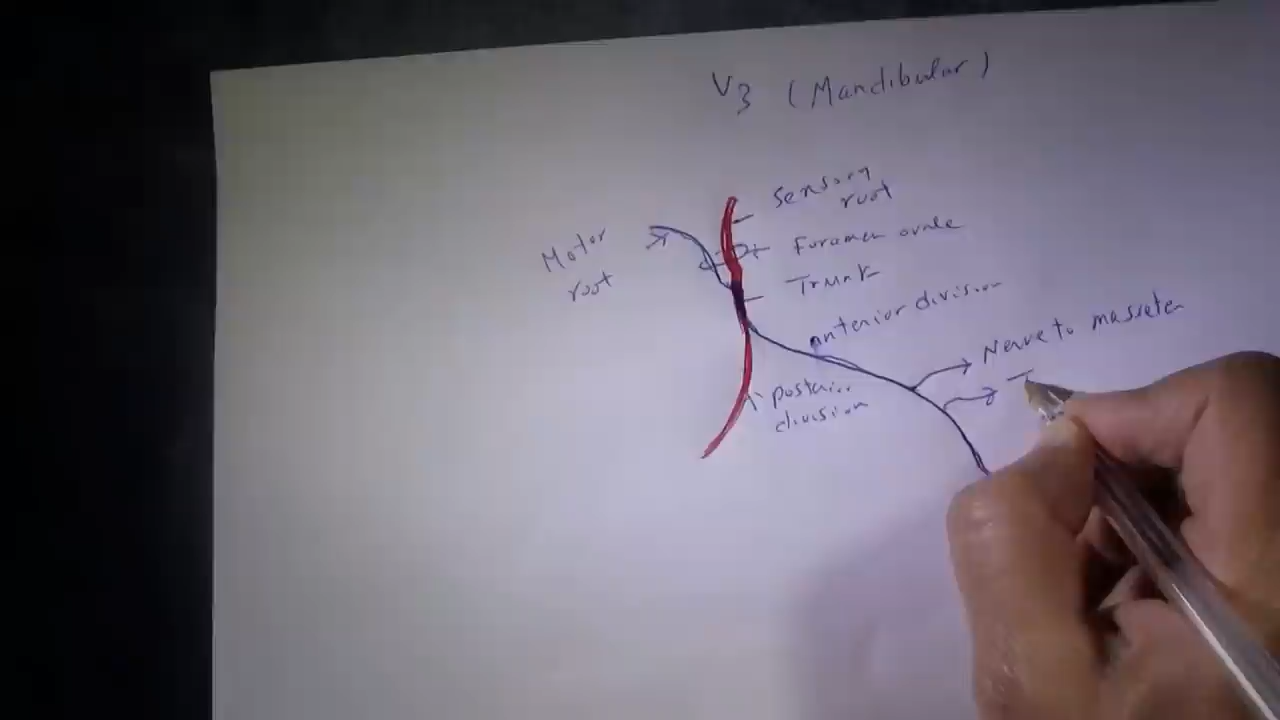 V3 (Mandibular)
Sensory
root
Motor
root
Foramen ovale
Trunk
anterior division
Nerve to masseter
T
posterior
division